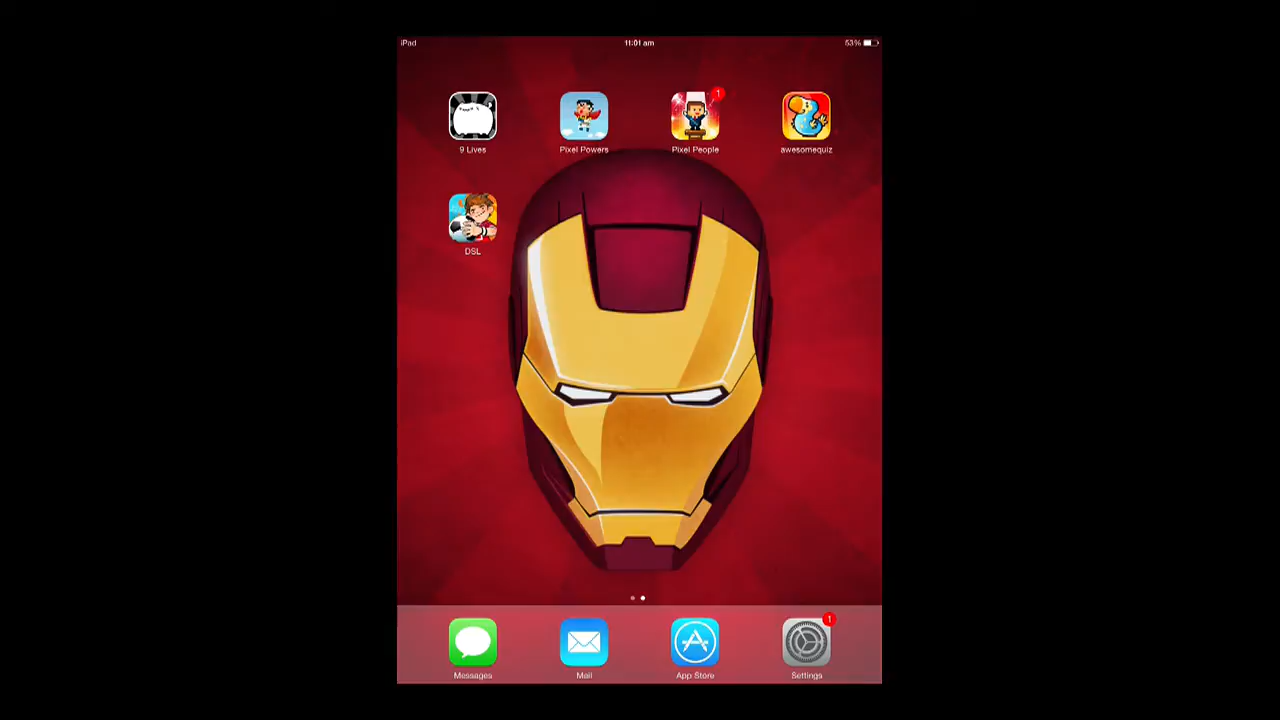 iPad 11:01 am 53%
1
9 Lives Pixel Powers Pixel People awesomequiz
DSL
1
Messages Mail App Store Settings